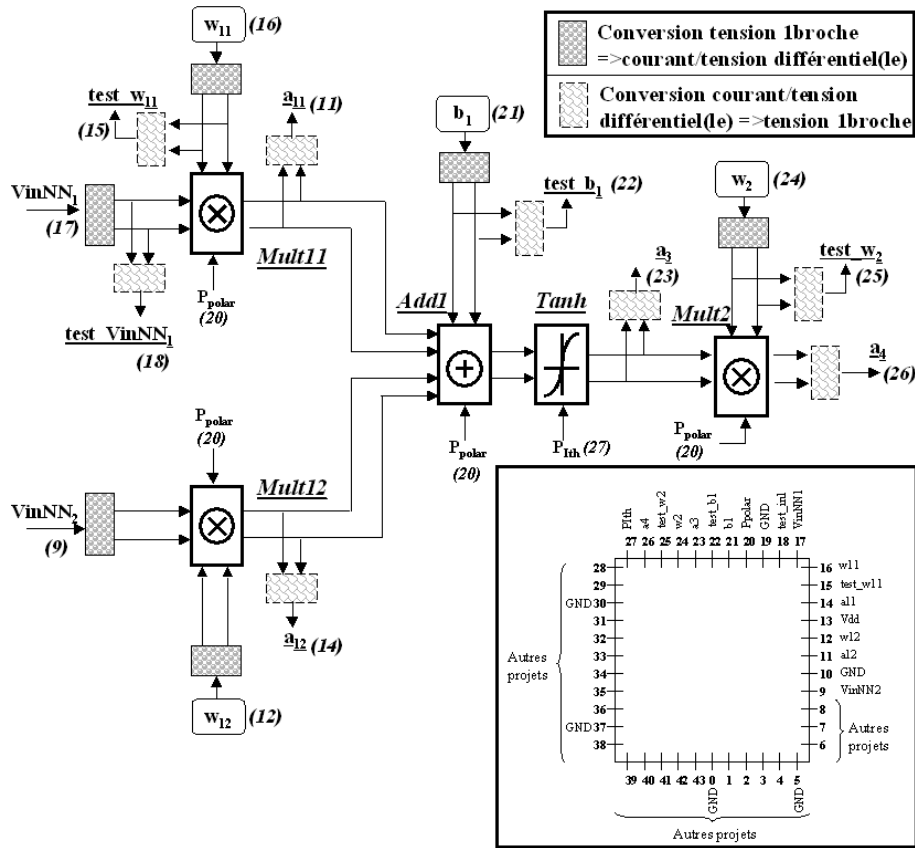 w11 (16)
Conversion tension 1broche
=>courant/tension différentiel(le)
Conversion courant/tension
différentiel(le) =>tension 1broche
test_w11
(15)
a11 (11)
b1 (21)
VinNN1
(17)
Mult11
Ppolar
(20)
test_VinNN1
(18)
test_b1 (22)
w2 (24)
a3
(23)
test_w2
(25)
Add1
Tanh
Mult2
a4
(26)
Ppolar
(20)
PIth (27)
Ppolar
(20)
Ppolar
(20)
Mult12
VinNN2
(9)
a12 (14)
w12 (12)
PIth a4 test_w2 w2 a3 test_b1 b1 Ppolar GND test_in1 VinNN1
27 26 25 24 23 22 21 20 19 18 17
28 16 w11
29 15 test_w11
GND 30 14 a11
31 13 Vdd
32 12 w12
33 11 a12
Autres
projets
34 10 GND
35 9 VinNN2
36 8
GND 37 7
38 6
Autres
projets
39 40 41 42 43 0 1 2 3 4 5
GND GND
Autres projets